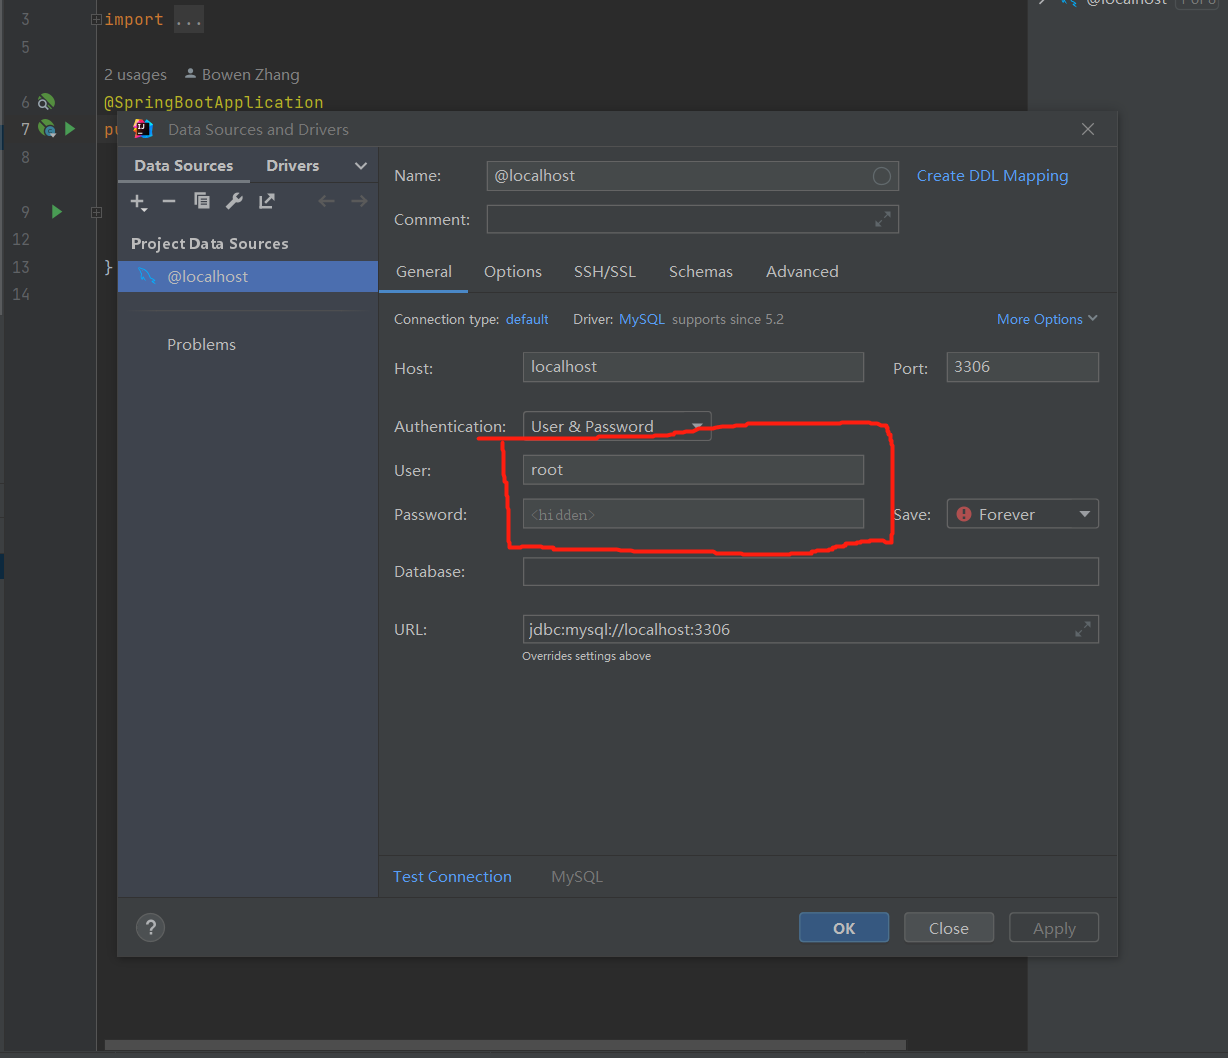 3 import ...
5
2 usages Bowen Zhang
6 @SpringBootApplication
7 pu
8
9
12
13 }
14
@localhost
Data Sources and Drivers
Data Sources Drivers
Project Data Sources
@localhost
Problems
Name: @localhost Create DDL Mapping
Comment:
General Options SSH/SSL Schemas Advanced
Connection type: default Driver: MySQL supports since 5.2 More Options
Host: localhost Port: 3306
Authentication: User & Password
User: root
Password: <hidden> Save: Forever
Database:
URL: jdbc:mysql://localhost:3306
Overrides settings above
Test Connection MySQL
? OK Close Apply